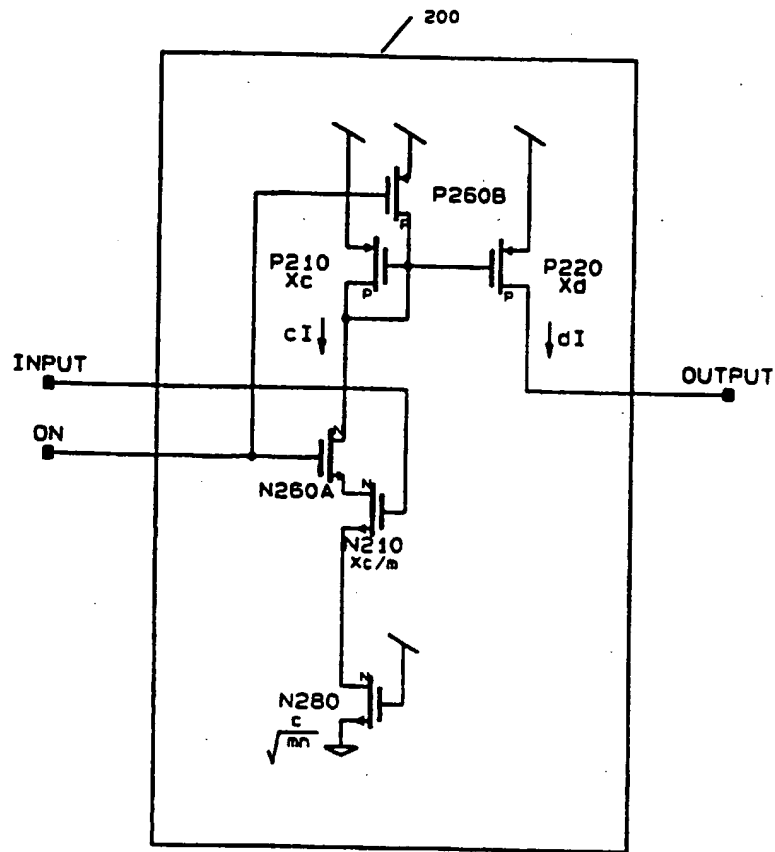 200
P260B
P
P210
Xc
P
P220
Xd
P
cI
dI
INPUT
OUTPUT
ON
N
N260A
N
N210
Xc/m
N
N280
√c/mn